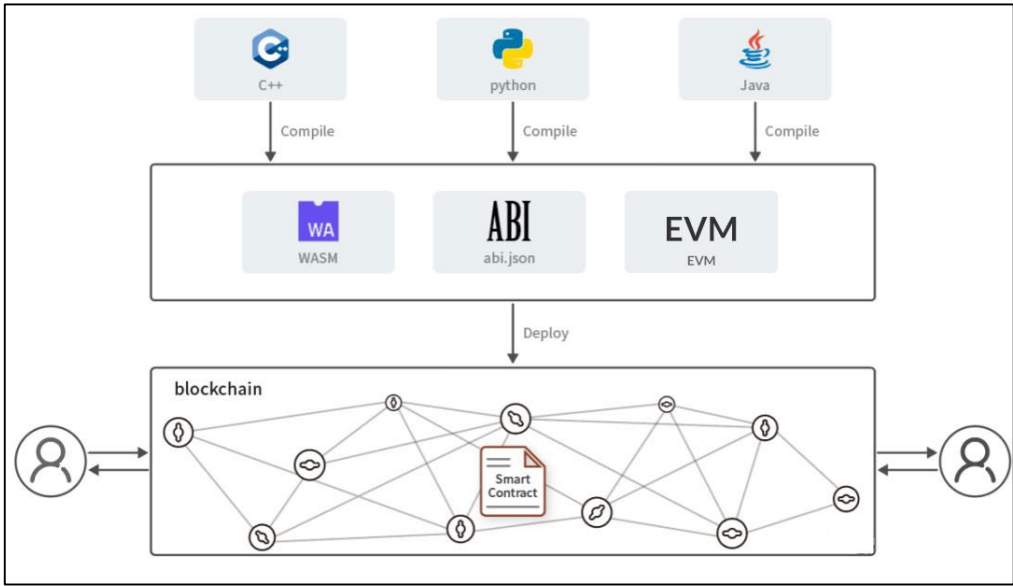 C++
python
Java
Compile
Compile
Compile
WA
WASM
ABI
abi.json
EVM
EVM
Deploy
blockchain
Smart
Contract